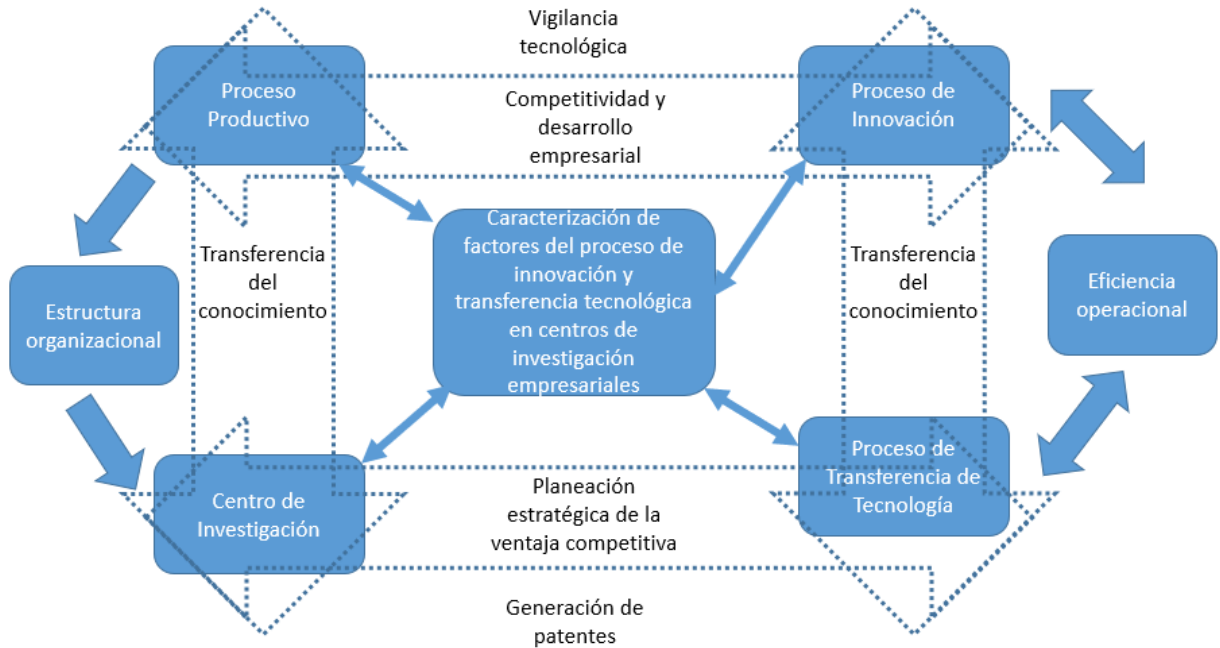 Vigilancia
tecnológica
Proceso
Productivo
Competitividad y
desarrollo
empresarial
Proceso de
Innovación
Caracterización de
factores del proceso de
innovación y
transferencia tecnológica
en centros de
investigación
empresariales
Transferencia
del
conocimiento
Transferencia
del
conocimiento
Estructura
organizacional
Eficiencia
operacional
Centro de
Investigación
Planeación
estratégica de la
ventaja competitiva
Proceso de
Transferencia de
Tecnología
Generación de
patentes